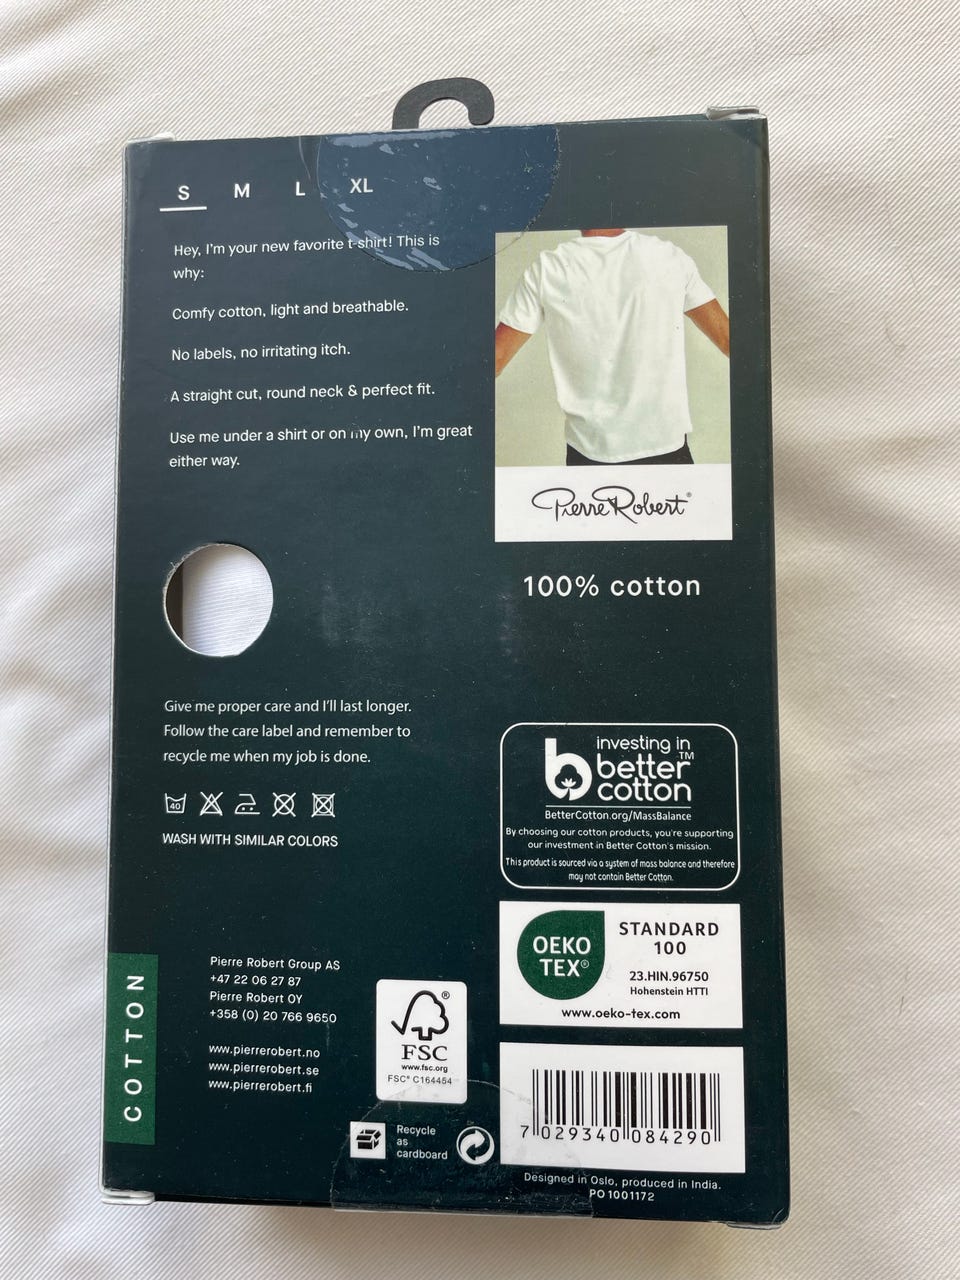 S M L XL
Hey, I'm your new favorite t-shirt! This is
why:
Comfy cotton, light and breathable.
No labels, no irritating itch.
A straight cut, round neck & perfect fit.
Use me under a shirt or on my own, I'm great
either way.
Pierre Robert®
100% cotton
Give me proper care and I'll last longer.
Follow the care label and remember to
recycle me when my job is done.
40
WASH WITH SIMILAR COLORS
investing in
better™
cotton
BetterCotton.org/MassBalance
By choosing our cotton products, you're supporting
our investment in Better Cotton's mission.
This product is sourced via a system of mass balance and therefore
may not contain Better Cotton.
OEKO
TEX®
STANDARD
100
23.HIN.96750
Hohenstein HTTI
www.oeko-tex.com
COTTON
Pierre Robert Group AS
+47 22 06 27 87
Pierre Robert OY
+358 (0) 20 766 9650
www.pierrerobert.no
www.pierrerobert.se
www.pierrerobert.fi
®
FSC
www.fsc.org
FSC® C164454
Recycle
as
cardboard
7 029340 084290
Designed in Oslo, produced in India.
PO 1001172